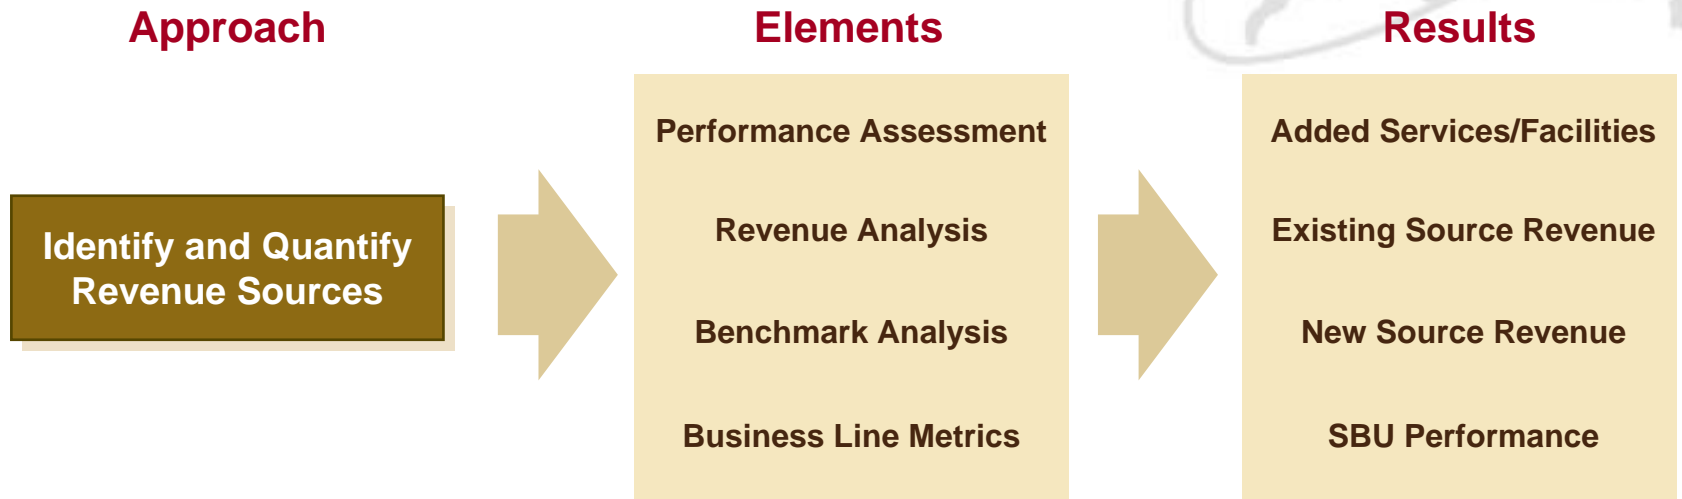 Approach
Elements
Results
Identify and Quantify
Revenue Sources
Performance Assessment
Revenue Analysis
Benchmark Analysis
Business Line Metrics
Added Services/Facilities
Existing Source Revenue
New Source Revenue
SBU Performance